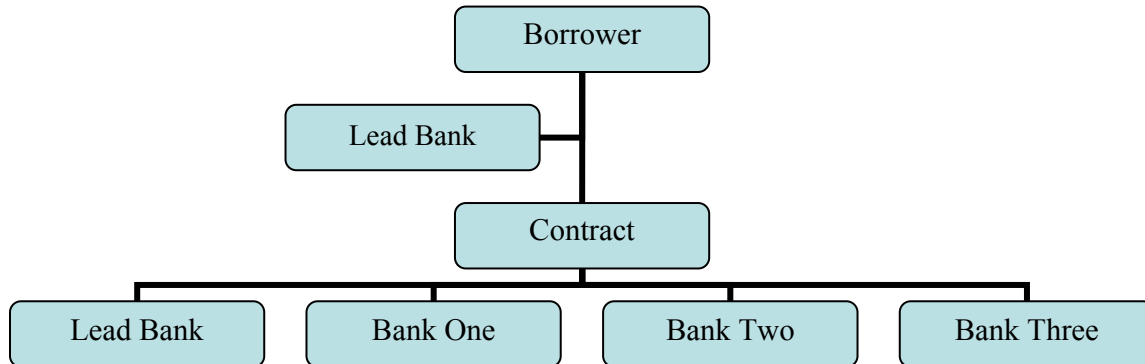 Borrower
Lead Bank
Contract
Lead Bank
Bank One
Bank Two
Bank Three